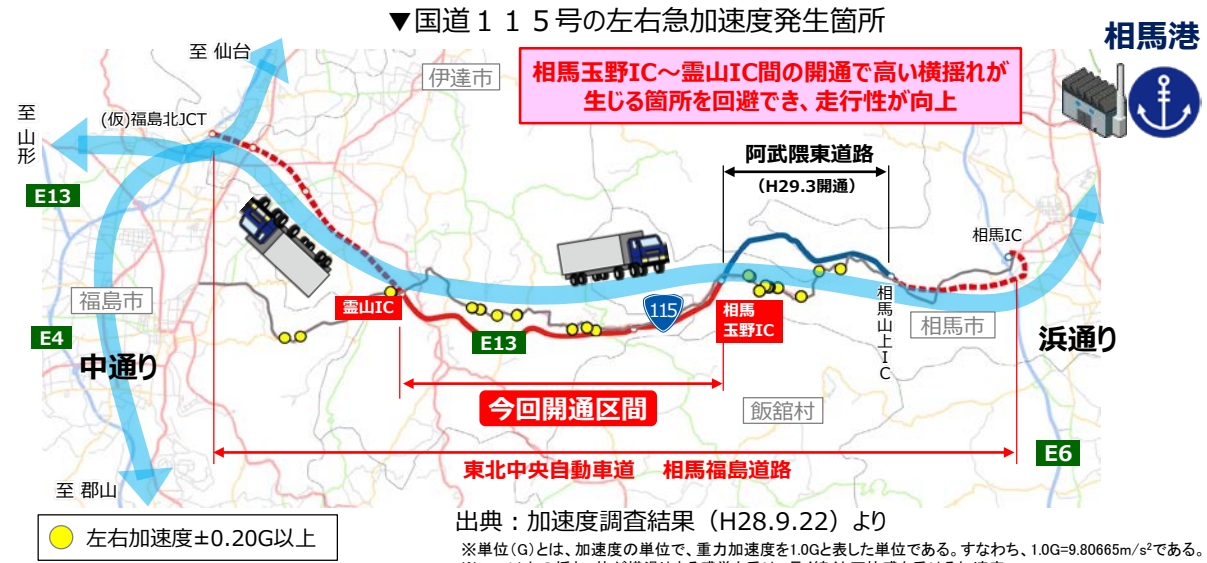 ▼国道１１５号の左右急加速度発生箇所
相馬港
至 仙台
伊達市
相馬玉野IC～霊山IC間の開通で高い横揺れが
生じる箇所を回避でき、走行性が向上
至 山形
(仮)福島北JCT
阿武隈東道路
(H29.3開通)
E13
相馬IC
福島市
霊山IC
115
相馬
玉野IC
相馬山上IC
相馬市
E4
E13
中通り
浜通り
今回開通区間
飯舘村
E6
東北中央自動車道 相馬福島道路
至 郡山
左右加速度±0.20G以上
出典：加速度調査結果（H28.9.22）より
※単位（G）とは、加速度の単位で、重力加速度を1.0Gと表した単位である。すなわち、1.0G=9.80665m/s²である。